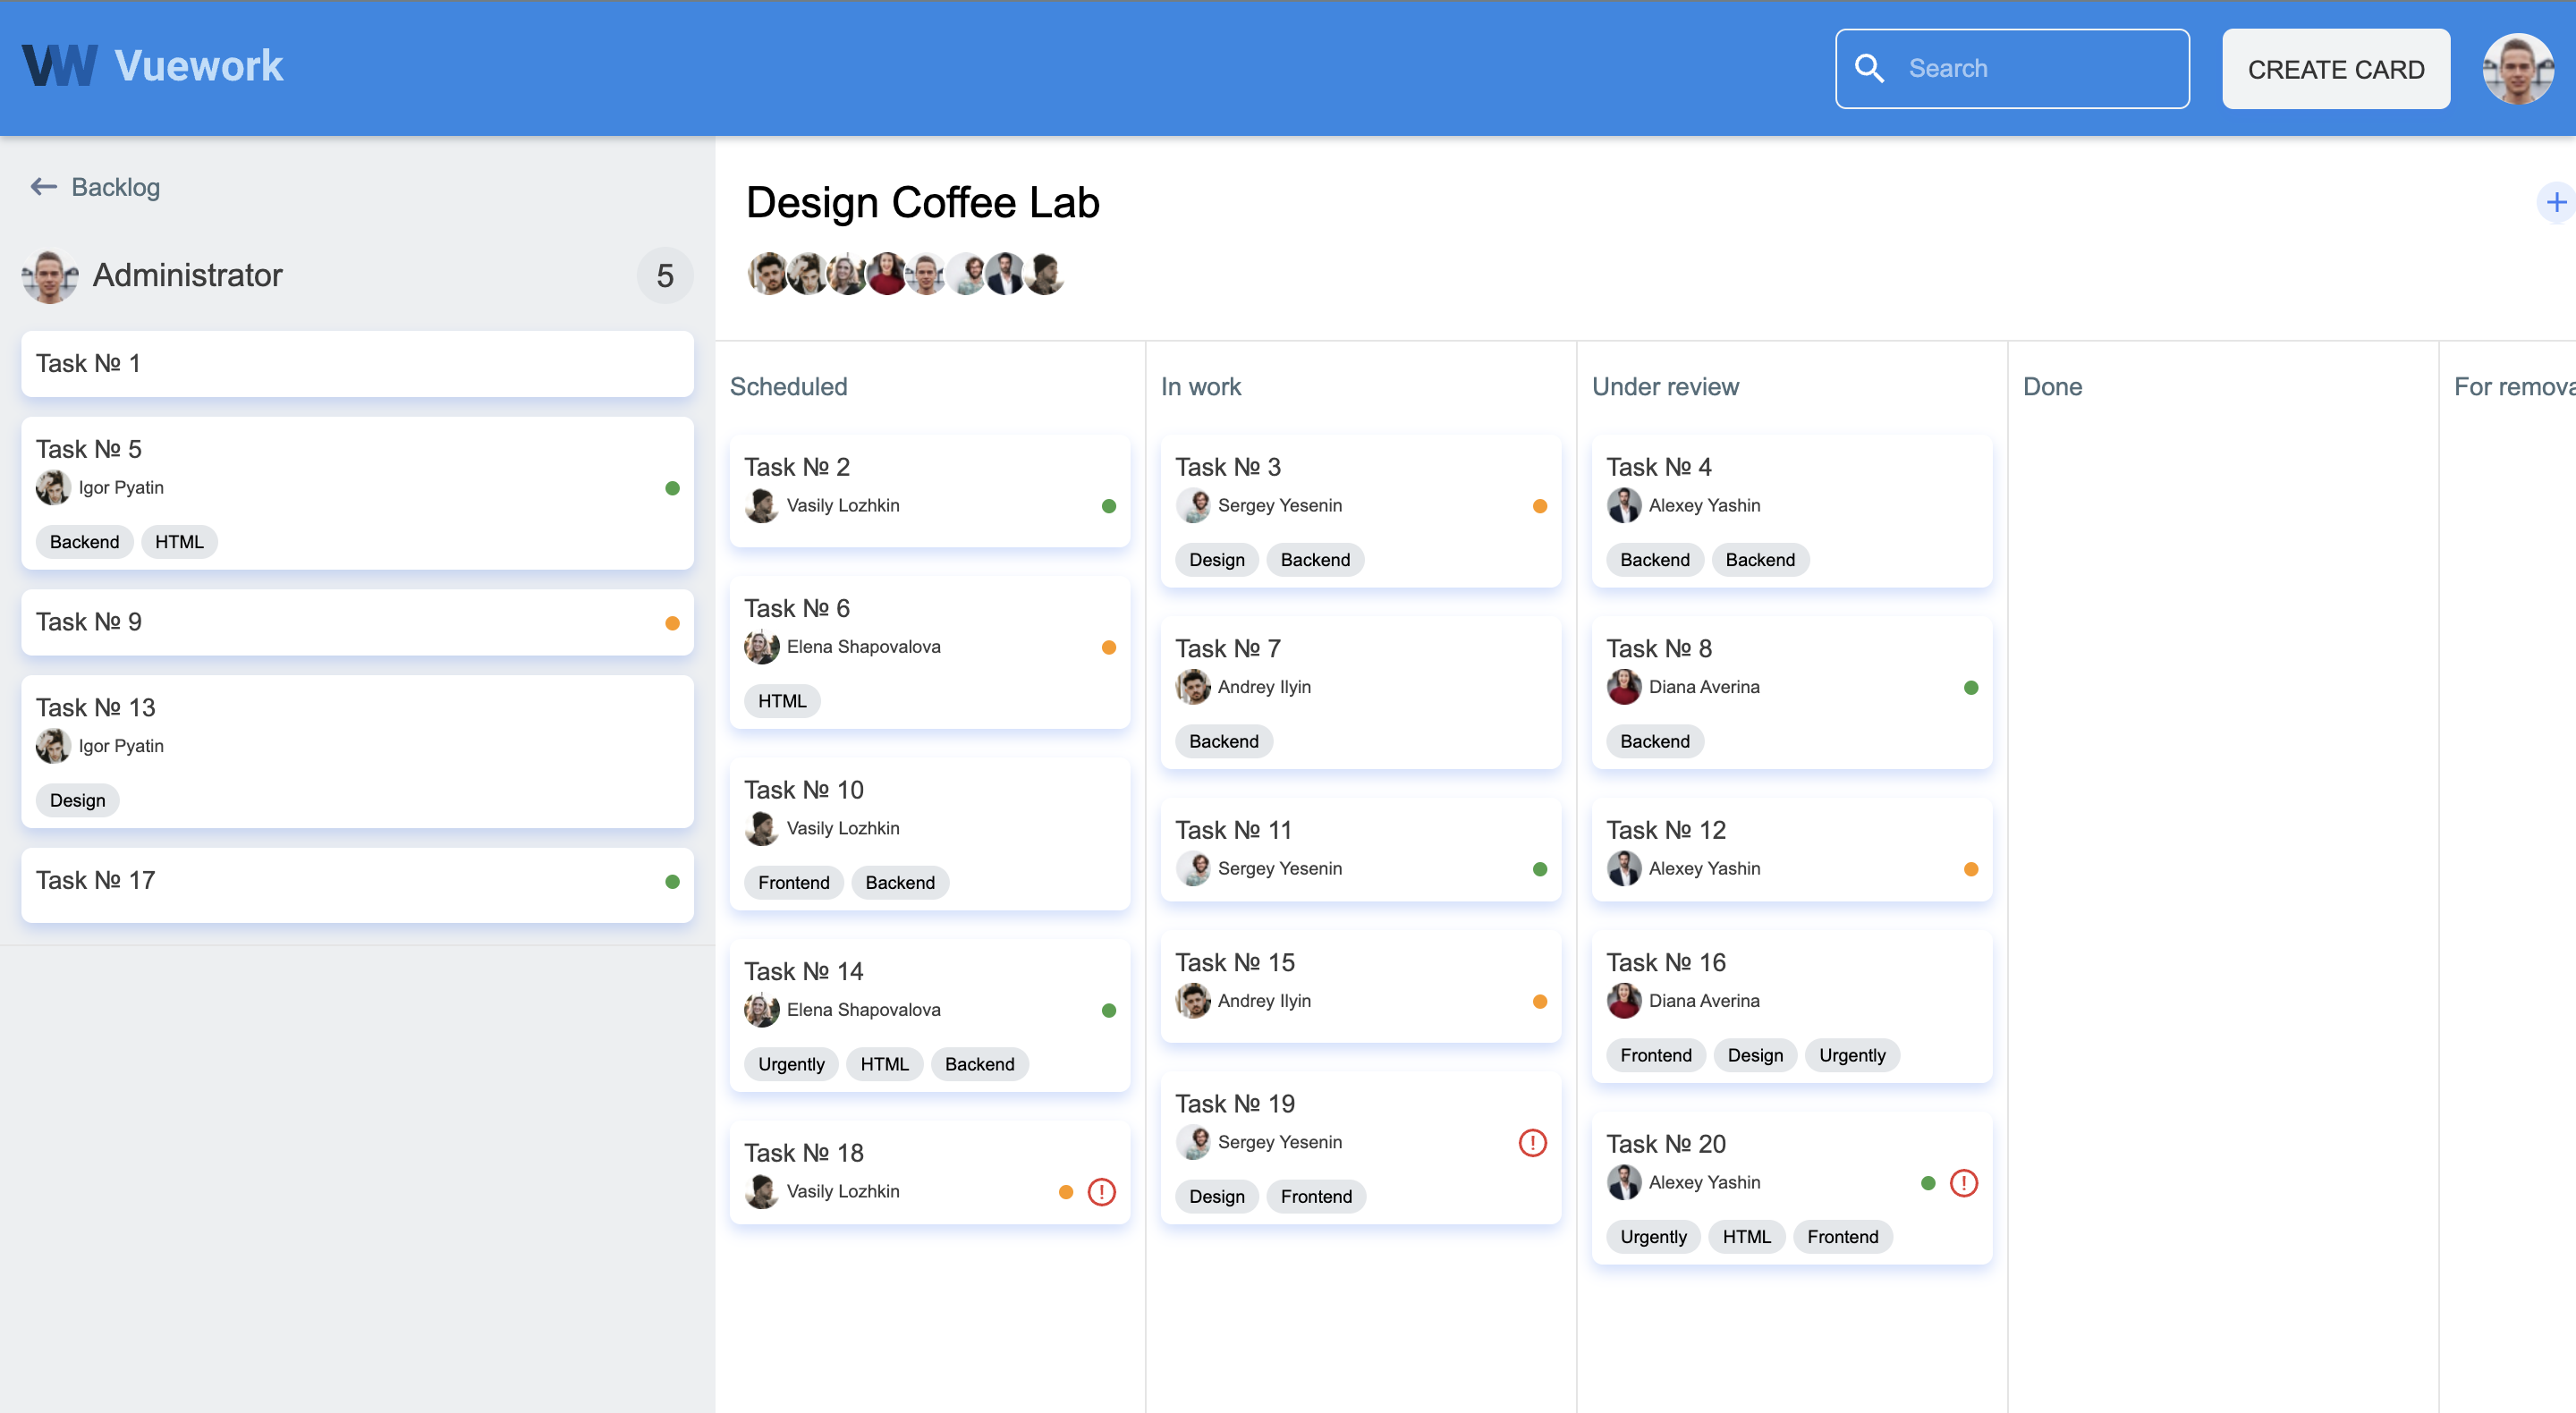 VW Vuework
Search
CREATE CARD
Backlog
Administrator
5
Task № 1
Task № 5
Igor Pyatin
Backend HTML
Task № 9
Task № 13
Igor Pyatin
Design
Task № 17
Design Coffee Lab
Scheduled
Task № 2
Vasily Lozhkin
Task № 6
Elena Shapovalova
HTML
Task № 10
Vasily Lozhkin
Frontend Backend
Task № 14
Elena Shapovalova
Urgently HTML Backend
Task № 18
Vasily Lozhkin
In work
Task № 3
Sergey Yesenin
Design Backend
Task № 7
Andrey Ilyin
Backend
Task № 11
Sergey Yesenin
Task № 15
Andrey Ilyin
Task № 19
Sergey Yesenin
Design Frontend
Under review
Task № 4
Alexey Yashin
Backend Backend
Task № 8
Diana Averina
Backend
Task № 12
Alexey Yashin
Task № 16
Diana Averina
Frontend Design Urgently
Task № 20
Alexey Yashin
Urgently HTML Frontend
Done
For remova